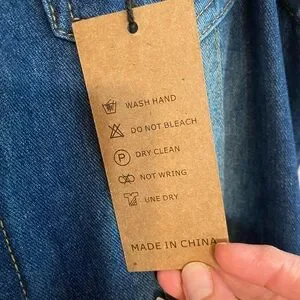 WASH HAND
DO NOT BLEACH
P DRY CLEAN
NOT WRING
UNE DRY
MADE IN CHINA